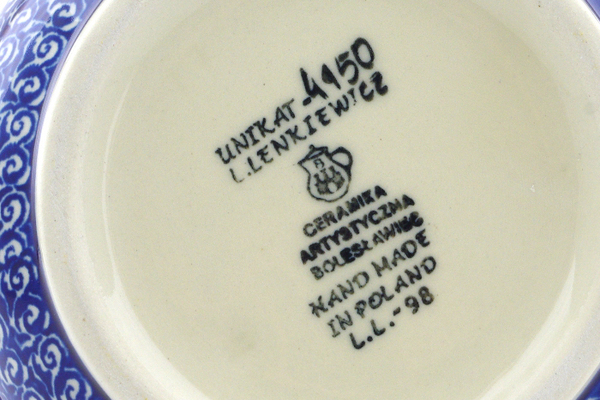 UNIKAT-4150
L.LENKIEWICZ
CERAMIKA
ARTYSTYCZNA
BOLESŁAWIEC
HAND MADE
IN POLAND
L.L.-98